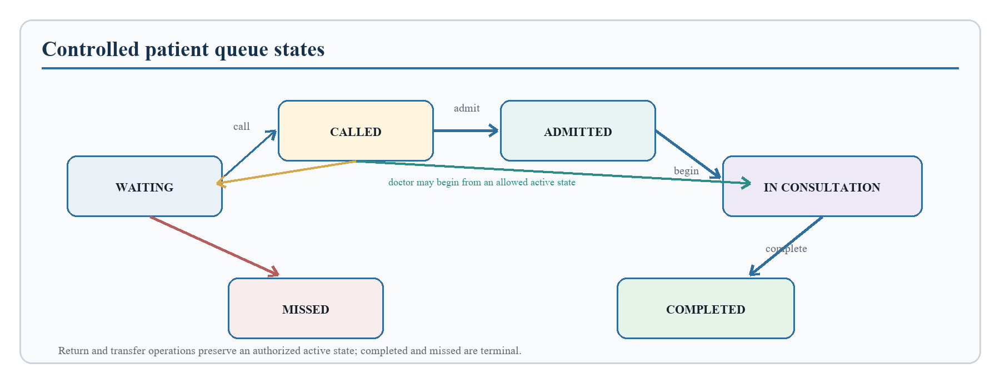 Controlled patient queue states
admit
call
CALLED
ADMITTED
begin
doctor may begin from an allowed active state
WAITING
IN CONSULTATION
complete
MISSED
COMPLETED
Return and transfer operations preserve an authorized active state; completed and missed are terminal.